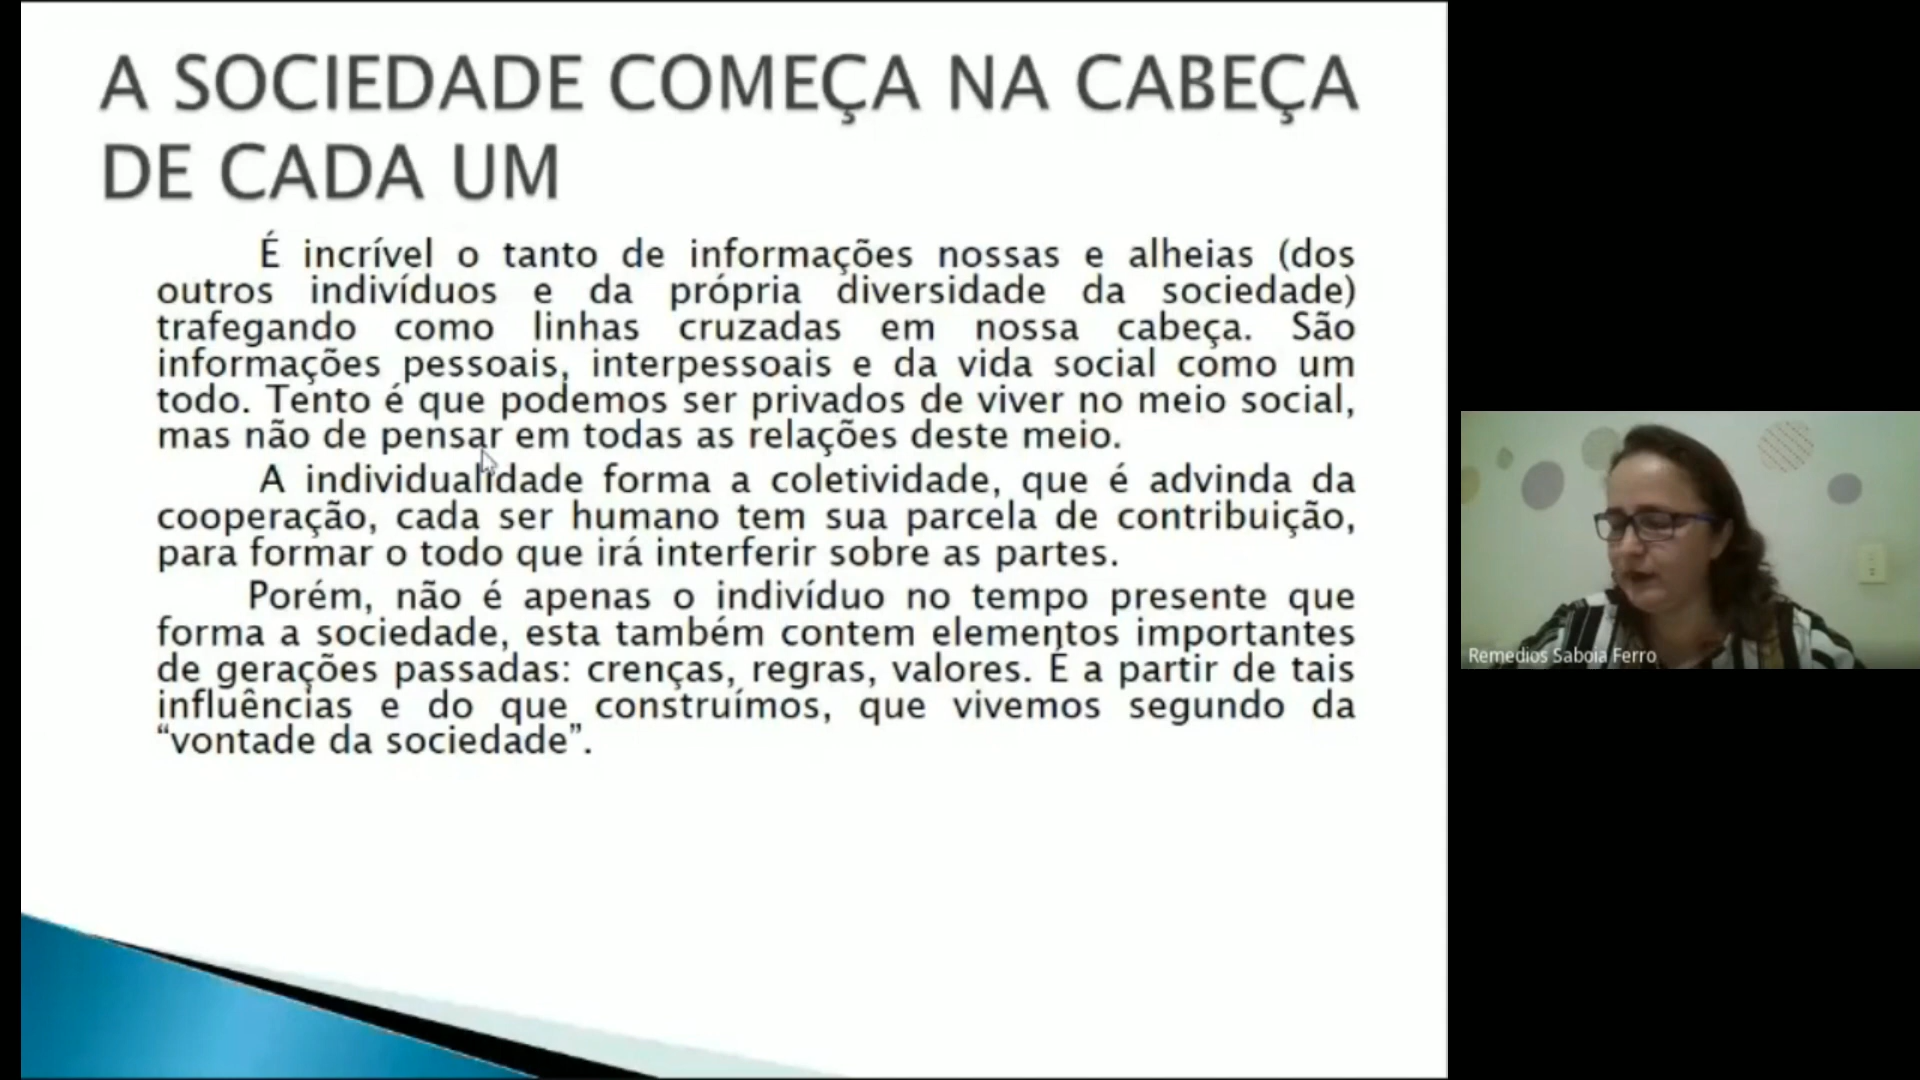 A SOCIEDADE COMEÇA NA CABEÇA
DE CADA UM
É incrível o tanto de informações nossas e alheias (dos
outros indivíduos e da própria diversidade da sociedade)
trafegando como linhas cruzadas em nossa cabeça. São
informações pessoais, interpessoais e da vida social como um
todo. Tento é que podemos ser privados de viver no meio social,
mas não de pensar em todas as relações deste meio.
A individualidade forma a coletividade, que é advinda da
cooperação, cada ser humano tem sua parcela de contribuição,
para formar o todo que irá interferir sobre as partes.
Porém, não é apenas o indivíduo no tempo presente que
forma a sociedade, esta também contem elementos importantes
de gerações passadas: crenças, regras, valores. É a partir de tais
influências e do que construímos, que vivemos segundo da
“vontade da sociedade”.
Remedios Saboia Ferro